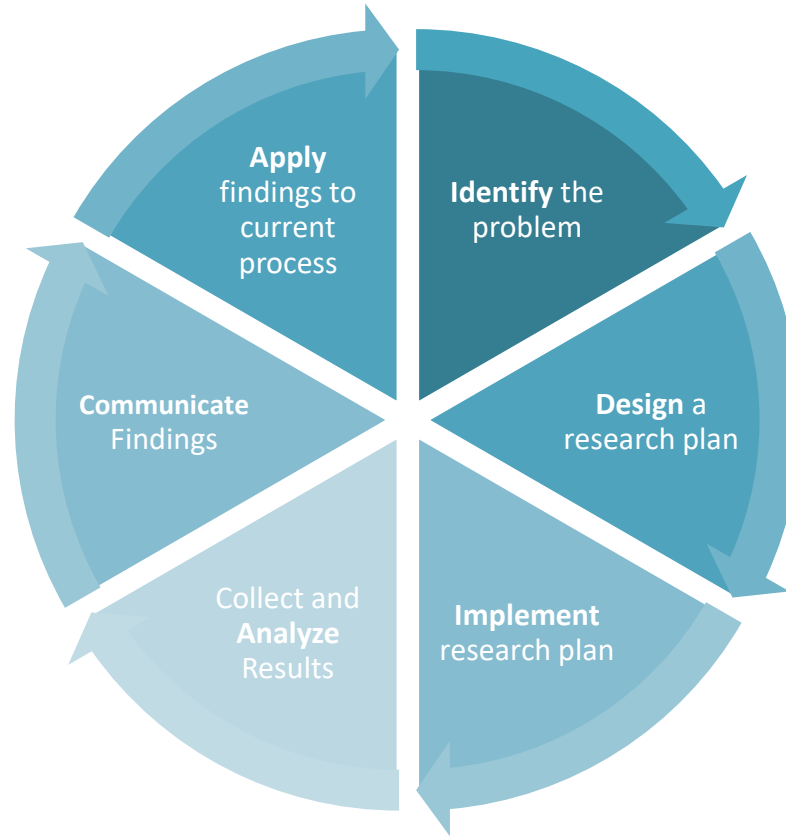 Identify the
problem
Design a
research plan
Implement
research plan
Collect and
Analyze
Results
Communicate
Findings
Apply
findings to
current
process